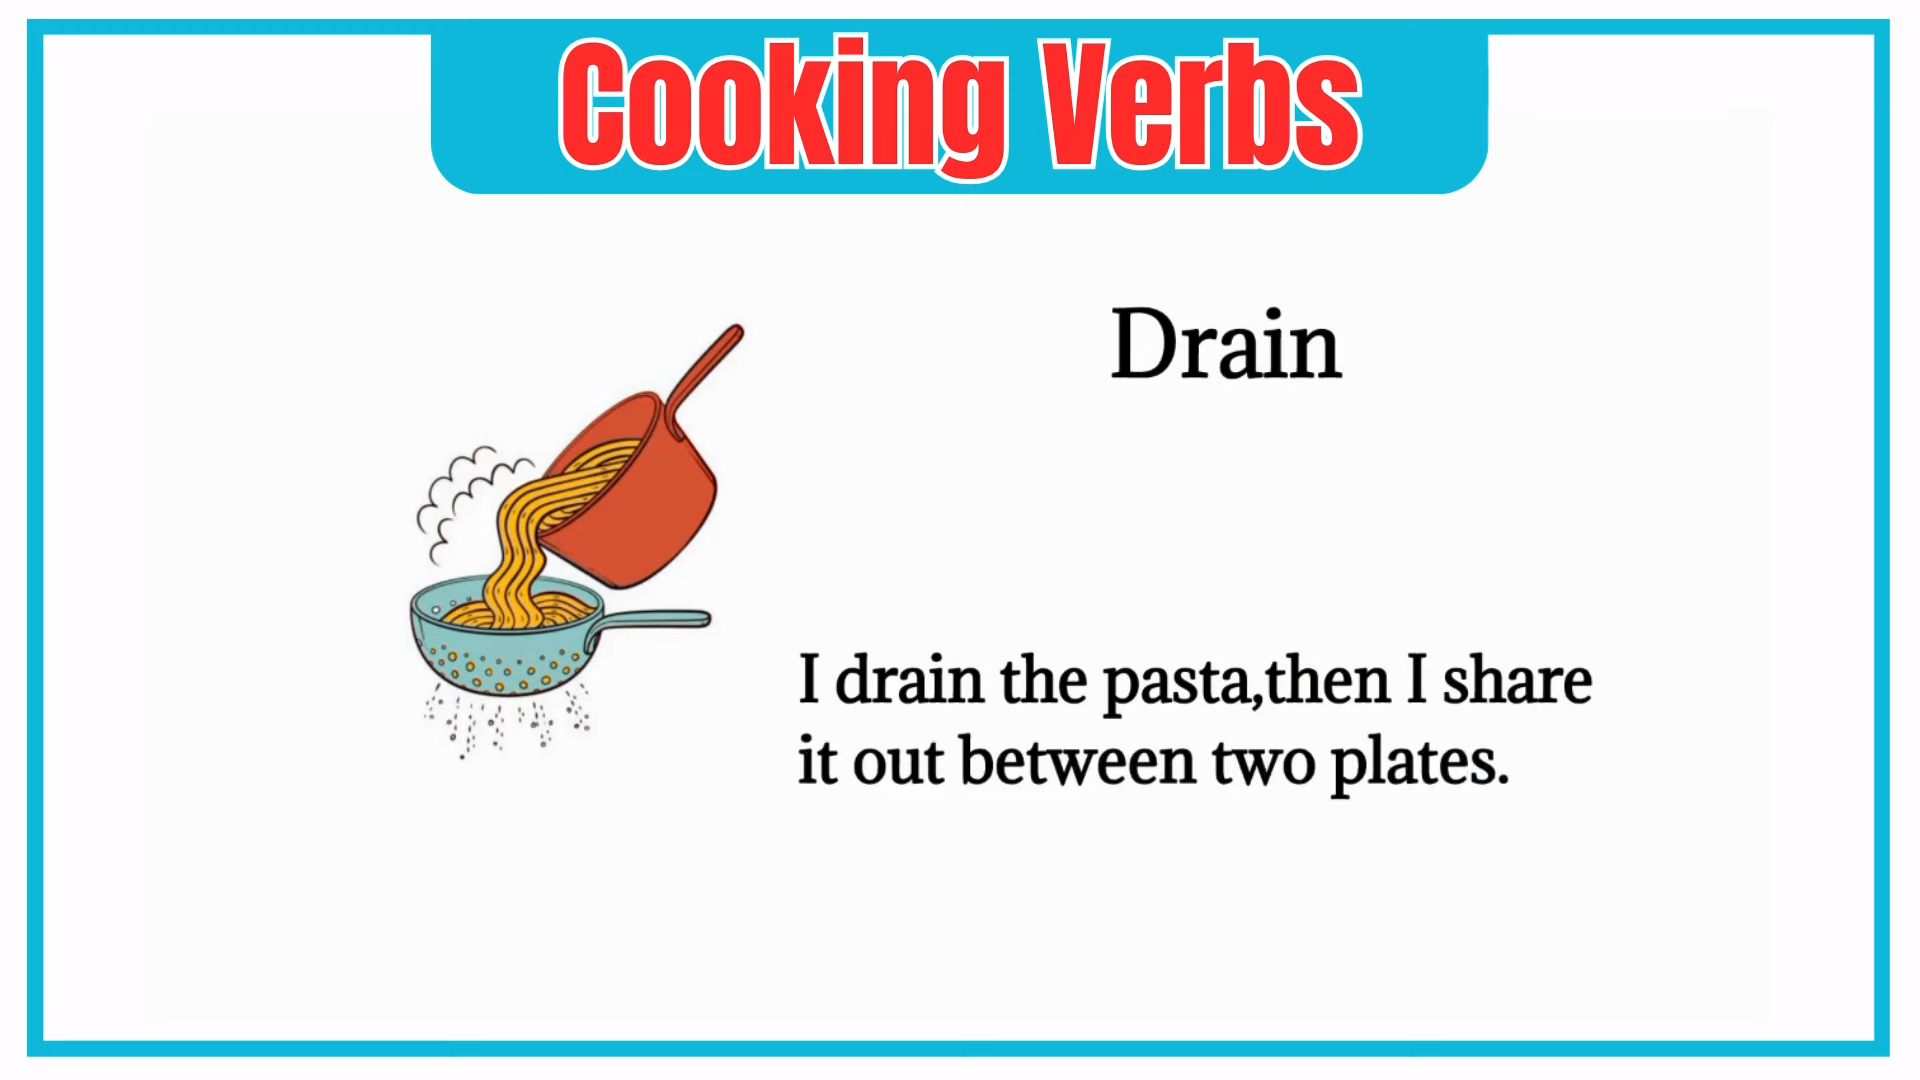 Cooking Verbs
Drain
I drain the pasta,then I share
it out between two plates.